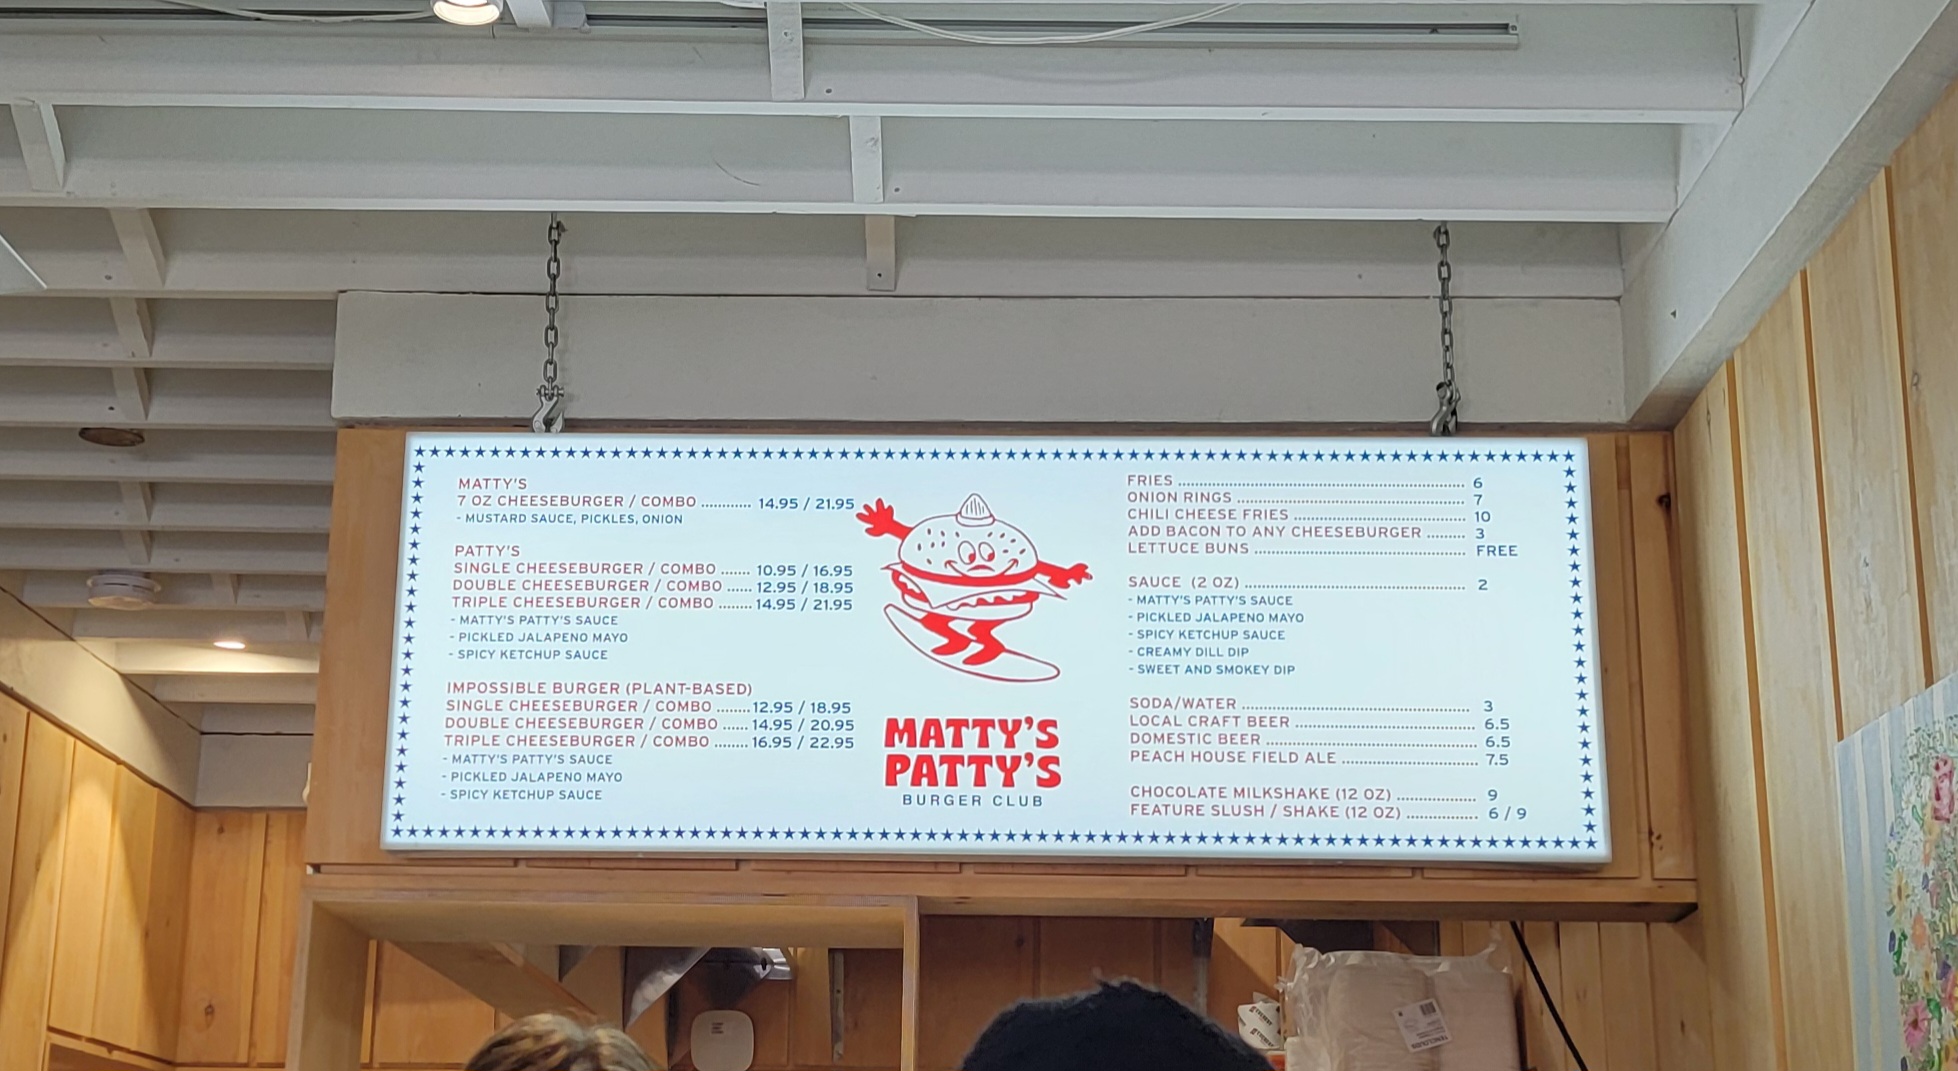 MATTY'S
7 OZ CHEESEBURGER / COMBO ............ 14.95 / 21.95
- MUSTARD SAUCE, PICKLES, ONION
PATTY'S
SINGLE CHEESEBURGER / COMBO ....... 10.95 / 16.95
DOUBLE CHEESEBURGER / COMBO ...... 12.95 / 18.95
TRIPLE CHEESEBURGER / COMBO ........ 14.95 / 21.95
- MATTY'S PATTY'S SAUCE
- PICKLED JALAPENO MAYO
- SPICY KETCHUP SAUCE
IMPOSSIBLE BURGER (PLANT-BASED)
SINGLE CHEESEBURGER / COMBO ........ 12.95 / 18.95
DOUBLE CHEESEBURGER / COMBO ...... 14.95 / 20.95
TRIPLE CHEESEBURGER / COMBO ........ 16.95 / 22.95
- MATTY'S PATTY'S SAUCE
- PICKLED JALAPENO MAYO
- SPICY KETCHUP SAUCE
MATTY'S
PATTY'S
BURGER CLUB
FRIES ............ 6
ONION RINGS ............ 7
CHILI CHEESE FRIES ............ 10
ADD BACON TO ANY CHEESEBURGER ......... 3
LETTUCE BUNS ............ FREE
SAUCE (2 OZ) ............ 2
- MATTY'S PATTY'S SAUCE
- PICKLED JALAPENO MAYO
- SPICY KETCHUP SAUCE
- CREAMY DILL DIP
- SWEET AND SMOKEY DIP
SODA/WATER ............ 3
LOCAL CRAFT BEER ............ 6.5
DOMESTIC BEER ............ 6.5
PEACH HOUSE FIELD ALE ............ 7.5
CHOCOLATE MILKSHAKE (12 OZ) ............ 9
FEATURE SLUSH / SHAKE (12 OZ) ............ 6 / 9